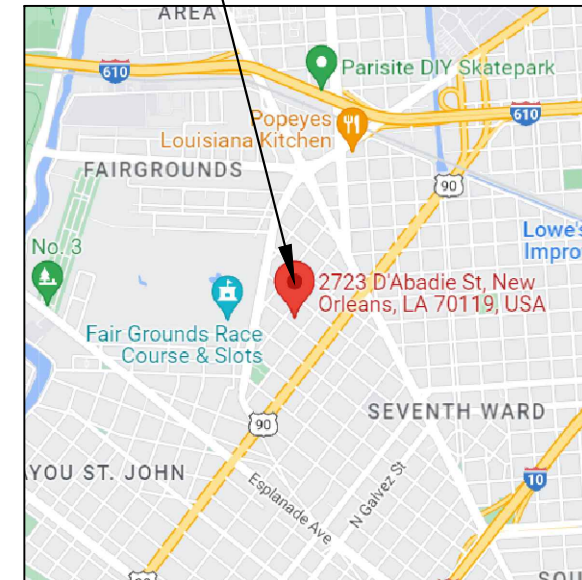 AREA
610
Parisite DIY Skatepark
Popeyes
Louisiana Kitchen
610
FAIRGROUNDS
90
No. 3
Lowe's
Impro
2723 D'Abadie St, New
Orleans, LA 70119, USA
Fair Grounds Race
Course & Slots
SEVENTH WARD
90
YOU ST. JOHN
Esplanade Ave
N Galvez St
10
90
SOU